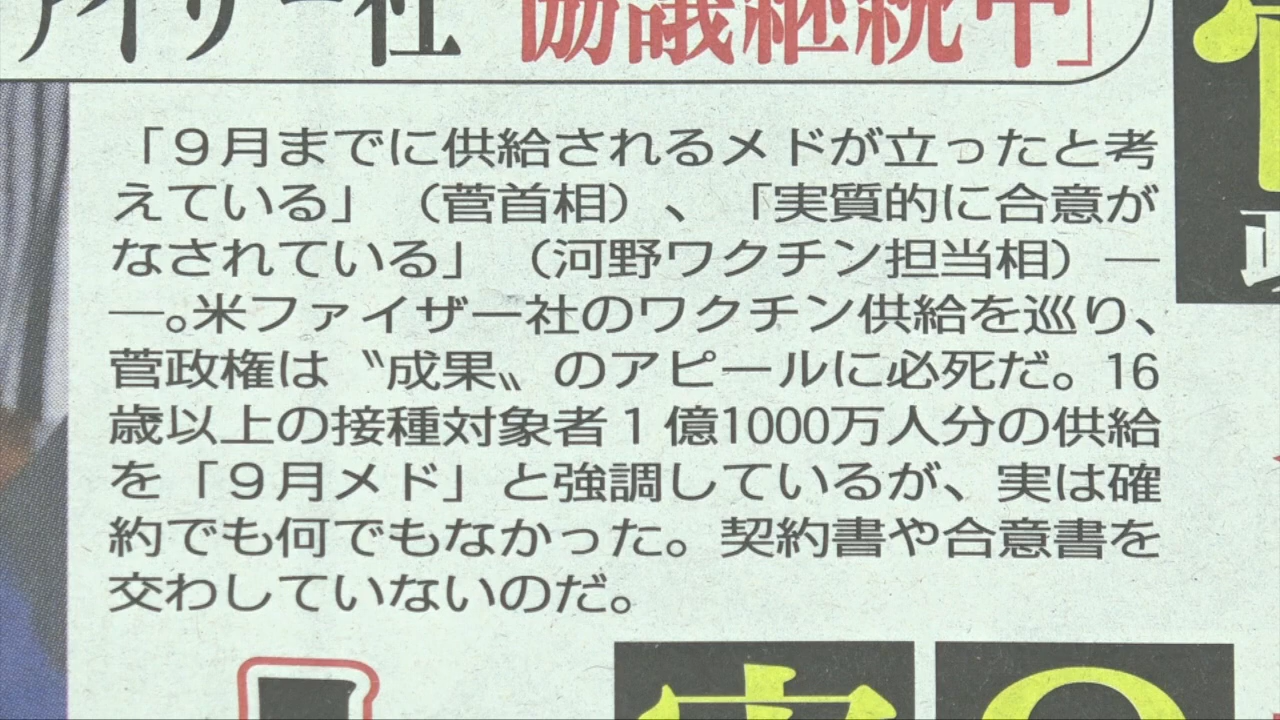 ァイザー社 協議継続中」
「９月までに供給されるメドが立ったと考
えている」（菅首相）、「実質的に合意が
なされている」（河野ワクチン担当相）―
―。米ファイザー社のワクチン供給を巡り、
菅政権は〝成果〟のアピールに必死だ。16
歳以上の接種対象者１億1000万人分の供給
を「９月メド」と強調しているが、実は確
約でも何でもなかった。契約書や合意書を
交わしていないのだ。